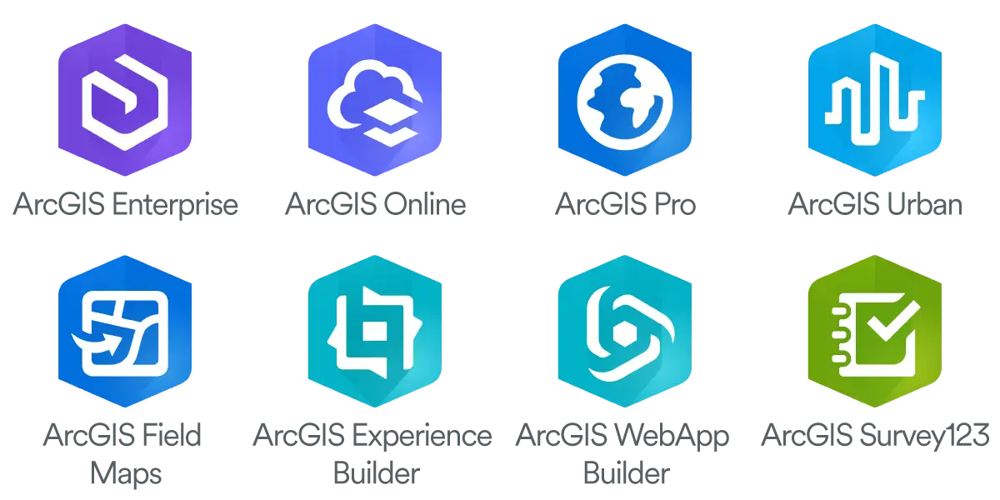 ArcGIS Enterprise
ArcGIS Online
ArcGIS Pro
ArcGIS Urban
ArcGIS Field
Maps
ArcGIS Experience
Builder
ArcGIS WebApp
Builder
ArcGIS Survey123